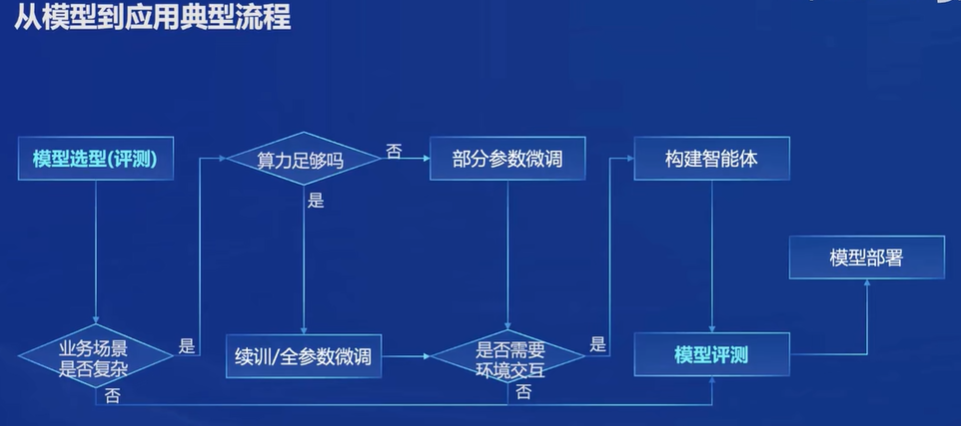 从模型到应用典型流程
模型选型(评测)
算力足够吗
否
部分参数微调
构建智能体
是
模型部署
业务场景
是否复杂
是
续训/全参数微调
是否需要
环境交互
是
模型评测
否
否